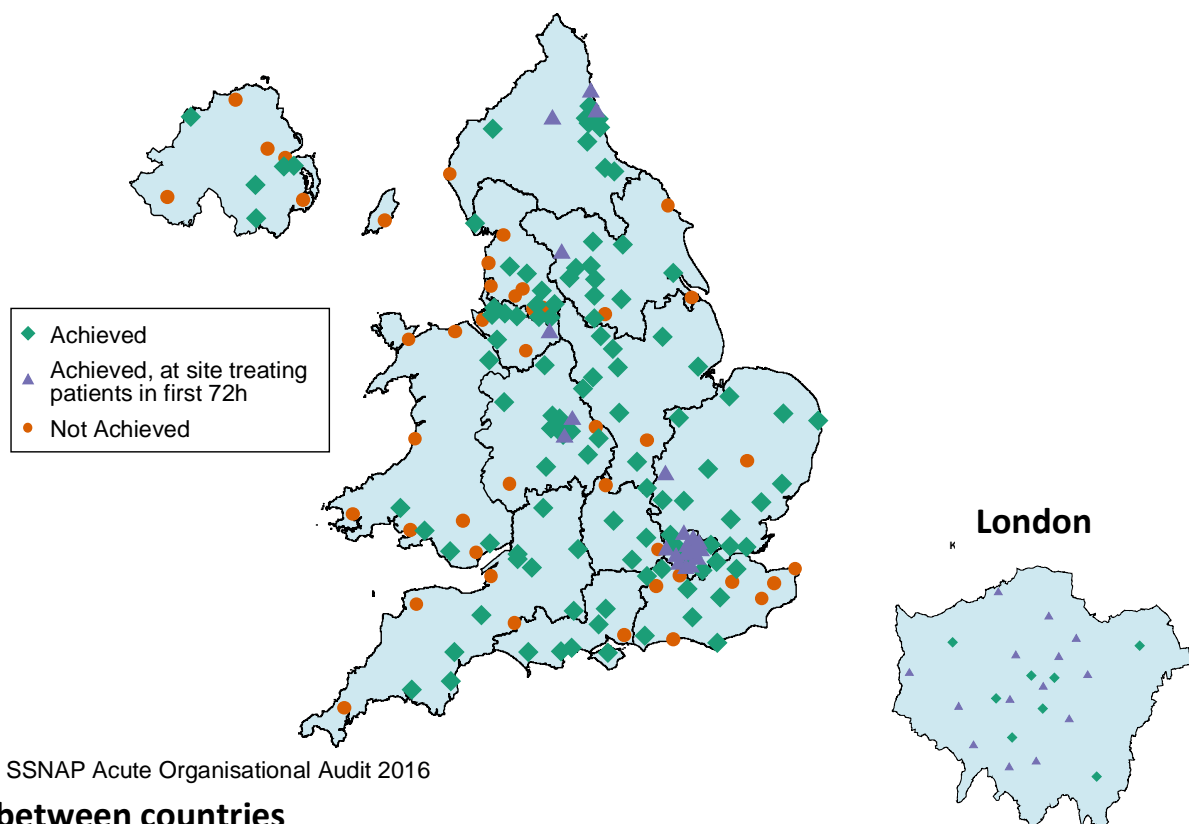 Achieved
Achieved, at site treating
patients in first 72h
Not Achieved
London
K
SSNAP Acute Organisational Audit 2016
between countries